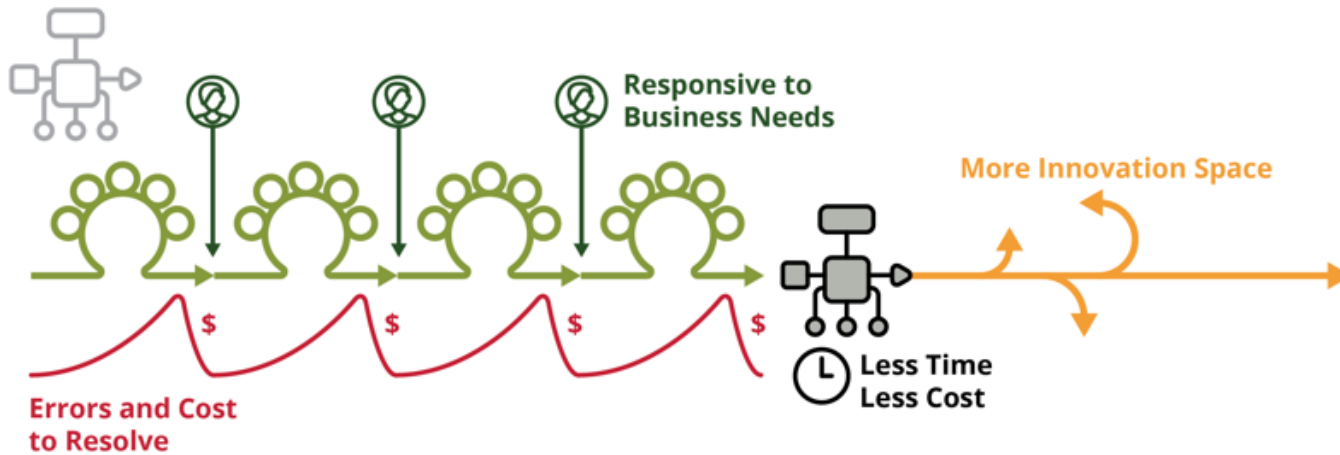 Responsive to
Business Needs
More Innovation Space
$
$
$
$
Less Time
Less Cost
Errors and Cost
to Resolve